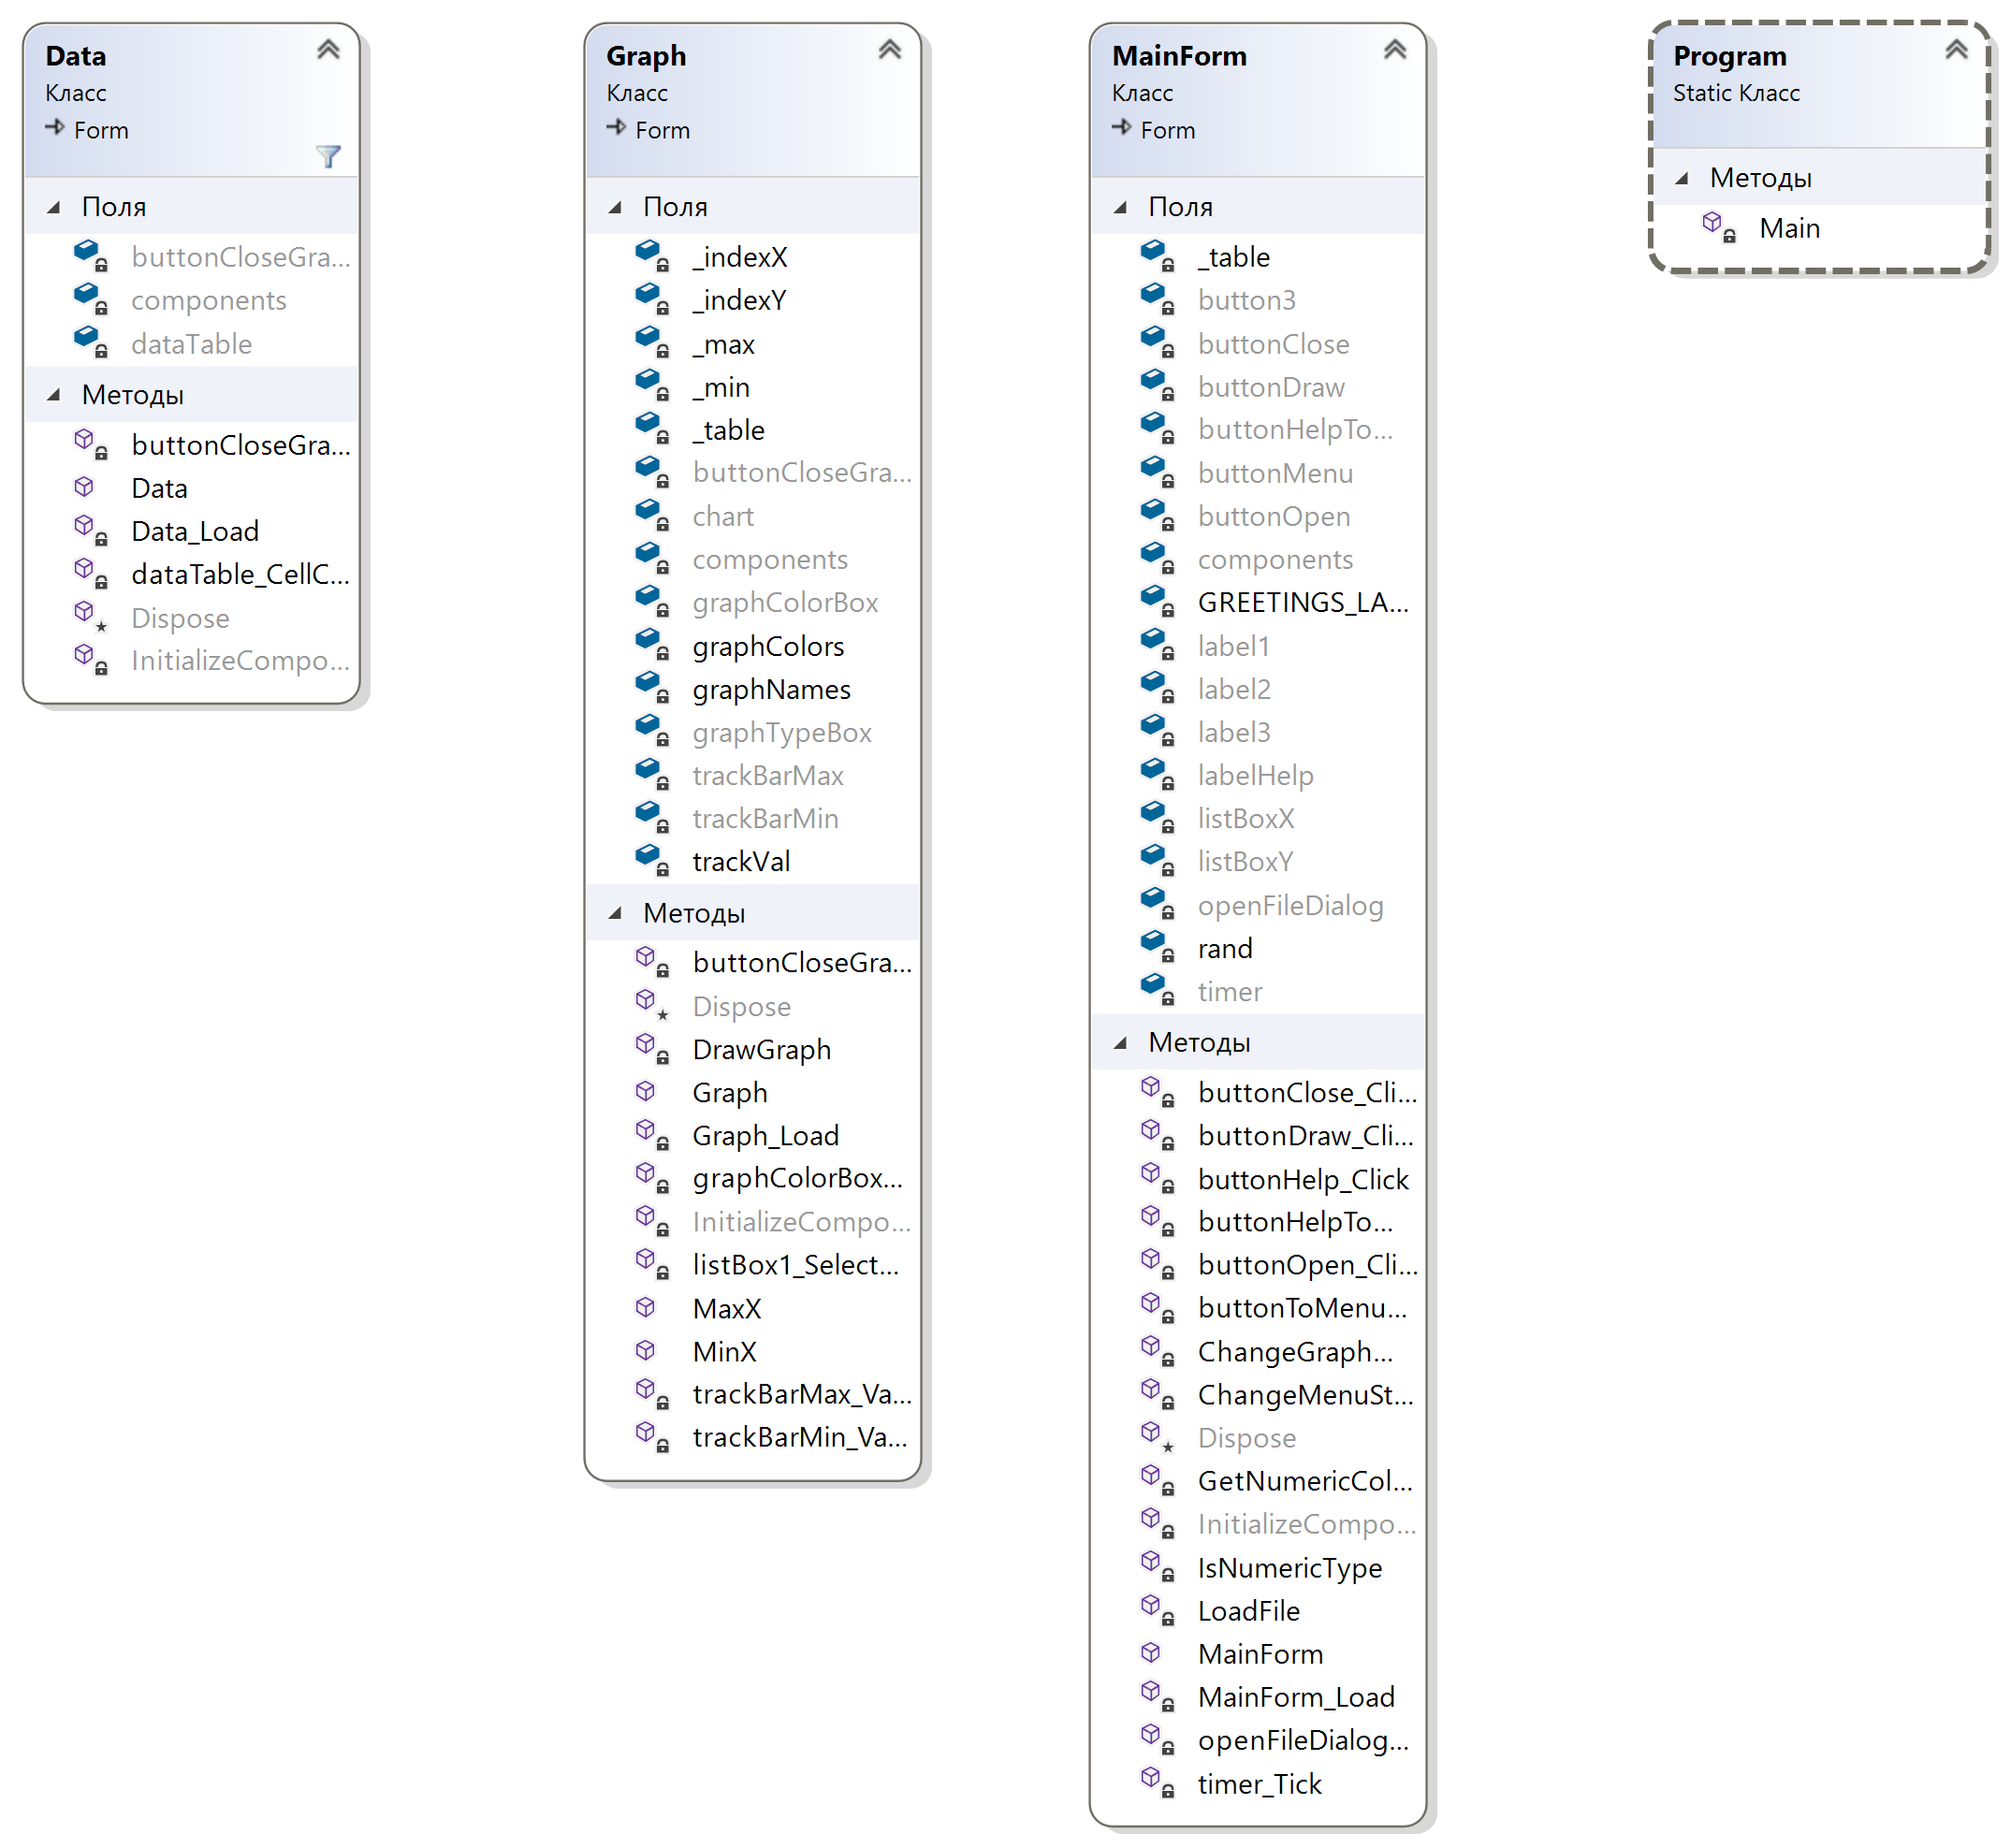 Data
Класс
Form
Поля
buttonCloseGra...
components
dataTable
Методы
buttonCloseGra...
Data
Data_Load
dataTable_CellC...
Dispose
InitializeCompo...
Graph
Класс
Form
Поля
_indexX
_indexY
_max
_min
_table
buttonCloseGra...
chart
components
graphColorBox
graphColors
graphNames
graphTypeBox
trackBarMax
trackBarMin
trackVal
Методы
buttonCloseGra...
Dispose
DrawGraph
Graph
Graph_Load
graphColorBox...
InitializeCompo...
listBox1_Select...
MaxX
MinX
trackBarMax_Va...
trackBarMin_Va...
MainForm
Класс
Form
Поля
_table
button3
buttonClose
buttonDraw
buttonHelpTo...
buttonMenu
buttonOpen
components
GREETINGS_LA...
label1
label2
label3
labelHelp
listBoxX
listBoxY
openFileDialog
rand
timer
Методы
buttonClose_Cli...
buttonDraw_Cli...
buttonHelp_Click
buttonHelpTo...
buttonOpen_Cli...
buttonToMenu...
ChangeGraph...
ChangeMenuSt...
Dispose
GetNumericCol...
InitializeCompo...
IsNumericType
LoadFile
MainForm
MainForm_Load
openFileDialog...
timer_Tick
Program
Static Класс
Методы
Main